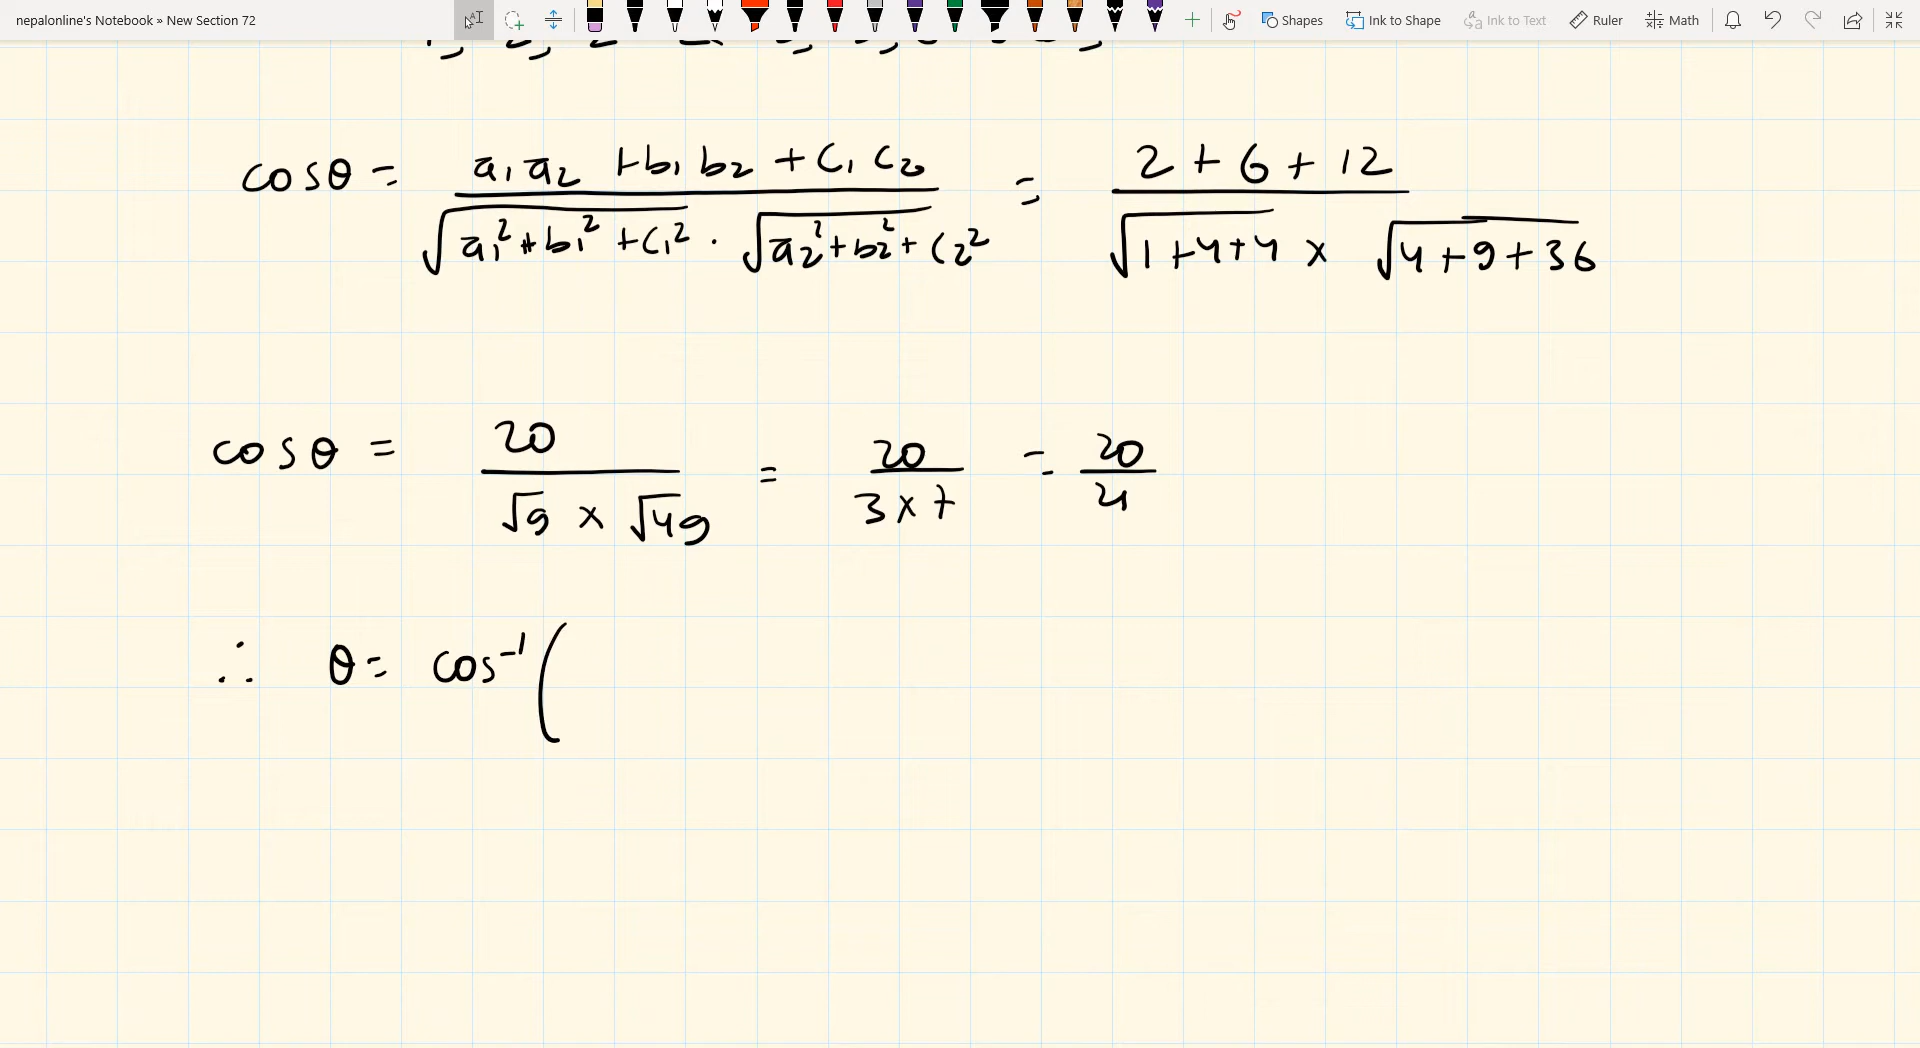 nepalonline's Notebook » New Section 72
Shapes Ink to Shape Ink to Text Ruler Math
cosθ = a₁a₂ + b₁b₂ + c₁c₂ / √a₁² + b₁² + c₁² · √a₂² + b₂² + c₂² = 2 + 6 + 12 / √1+4+4 × √4+9+36
cosθ = 20 / √9 × √49 = 20 / 3×7 = 20 / 21
∴ θ = cos⁻¹(